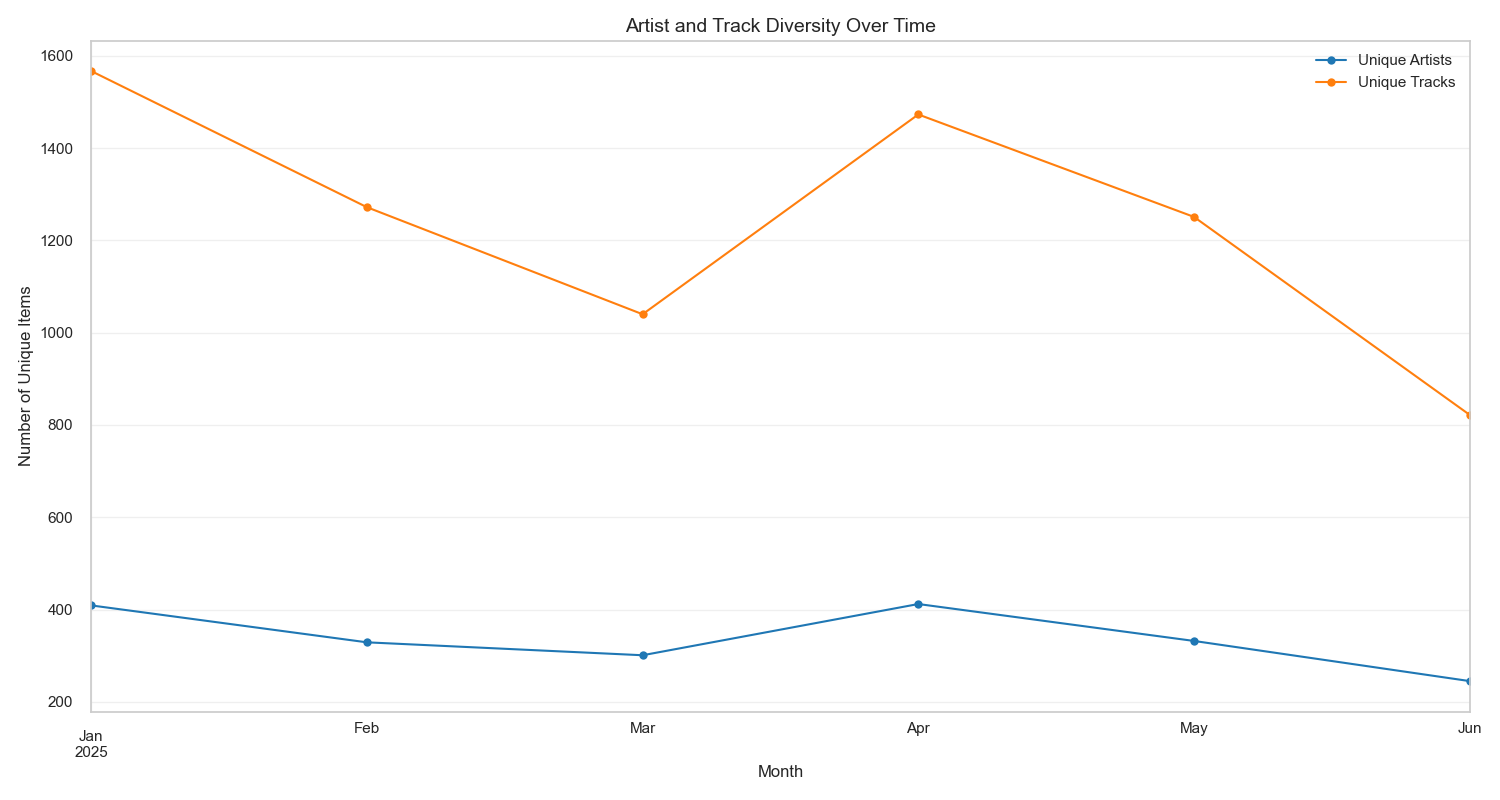 Artist and Track Diversity Over Time
Unique Artists
Unique Tracks
Number of Unique Items
1600
1400
1200
1000
800
600
400
200
Jan
2025
Feb
Mar
Apr
May
Jun
Month